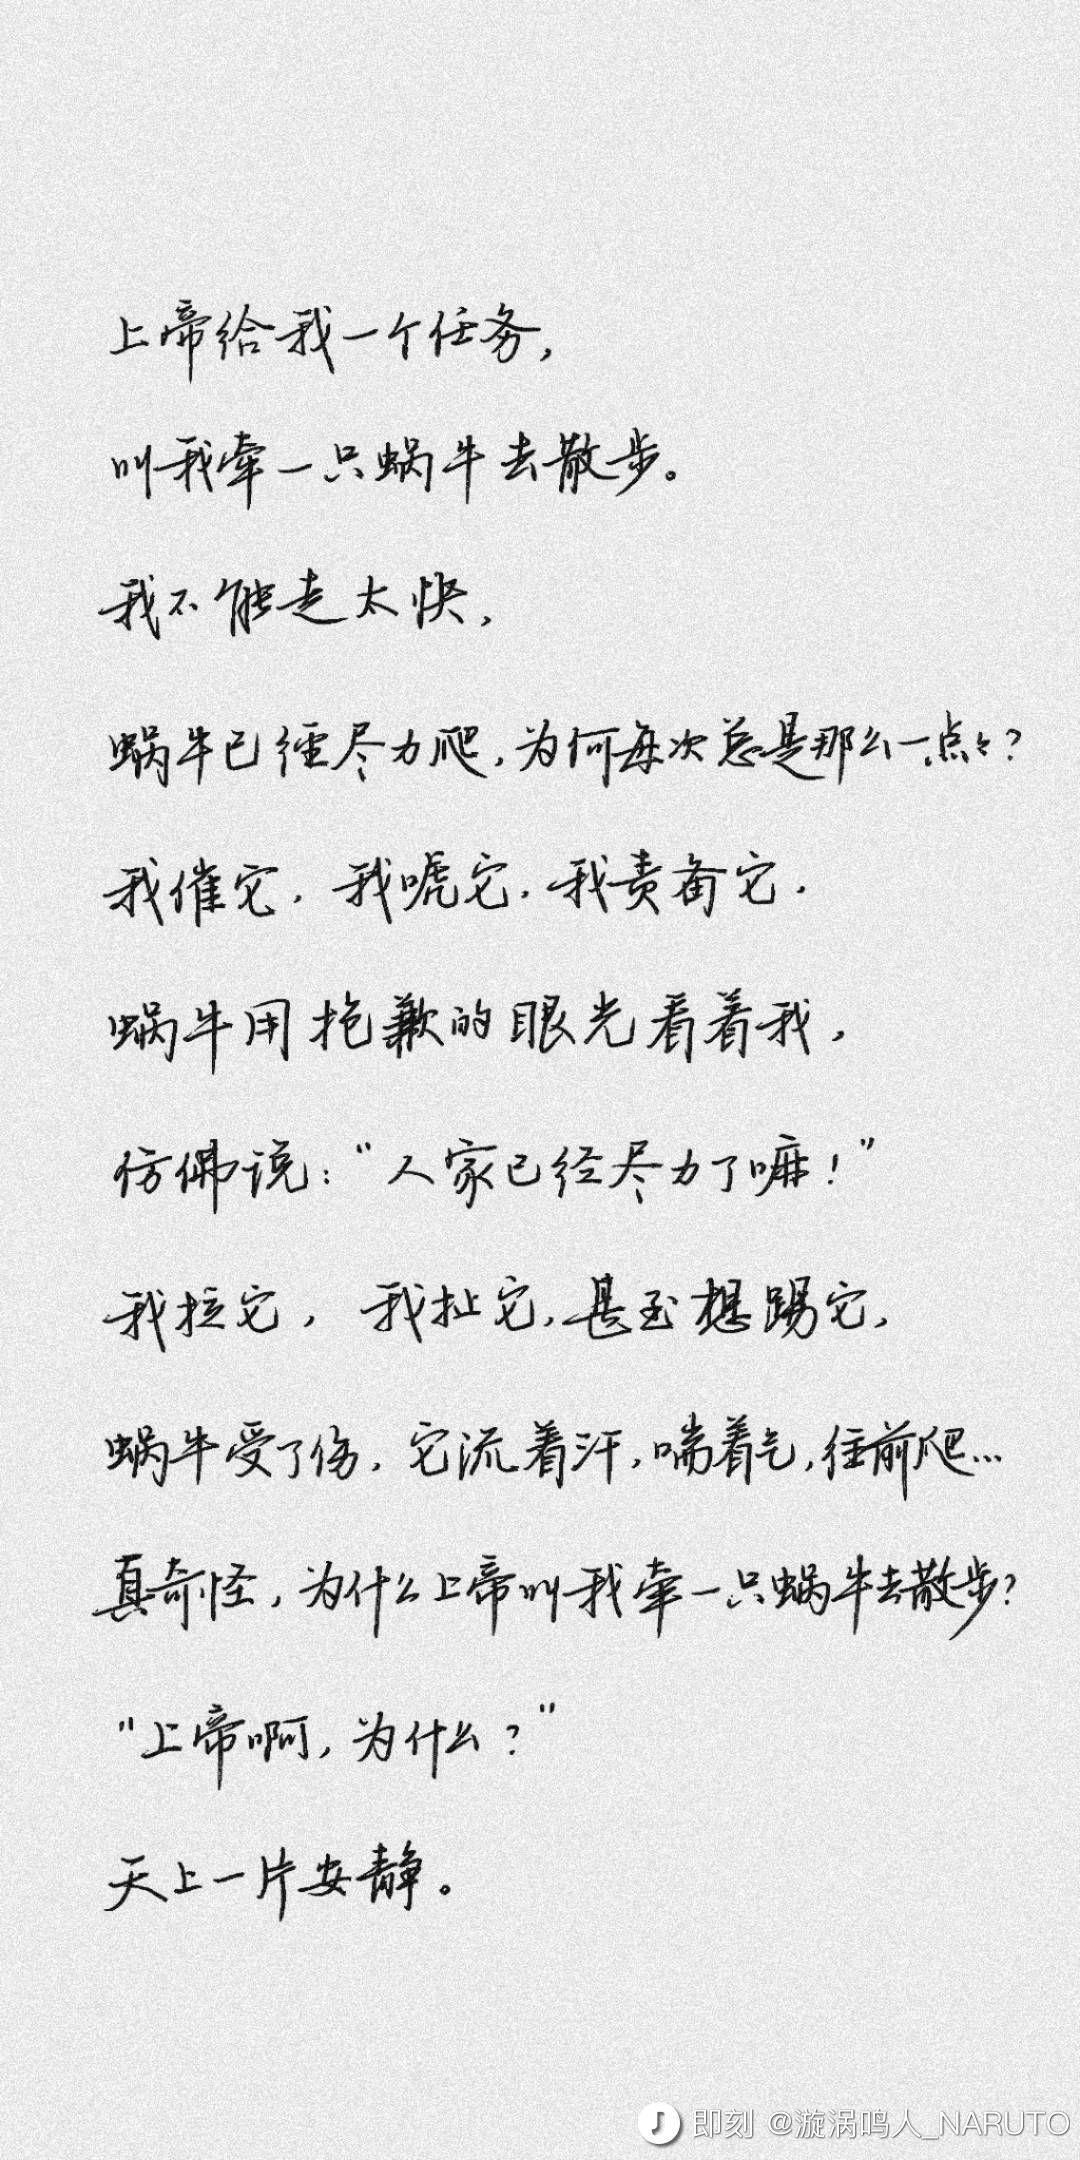 上帝给我一个任务,
叫我牵一只蜗牛去散步。
我不能走太快,
蜗牛已经尽力爬,为何每次总是那么一点々?
我催它,我唬它,我责备它,
蜗牛用抱歉的眼光看着我,
仿佛说:“人家已经尽力了嘛!”
我拉它,我扯它,甚至想踢它,
蜗牛受了伤,它流着汗,喘着气,往前爬...
真奇怪,为什么上帝叫我牵一只蜗牛去散步?
“上帝啊,为什么?”
天上一片安静。
即刻 @漩涡鸣人_NARUTO